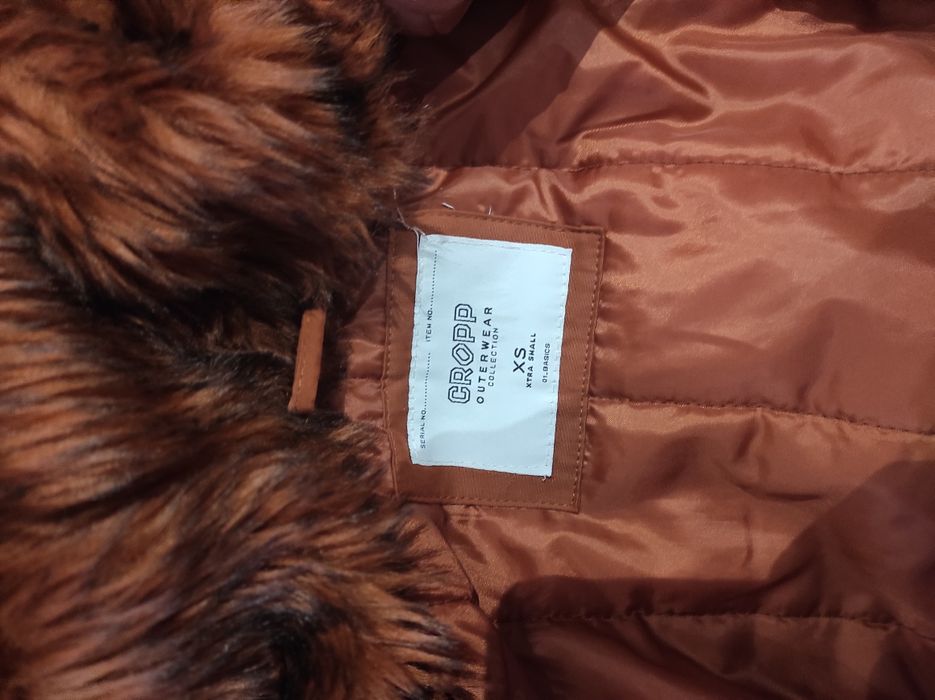 SERIAL NO.................. ITEM NO..................
CROPP
OUTERWEAR
COLLECTION
XS
XTRA SMALL
01.BASICS